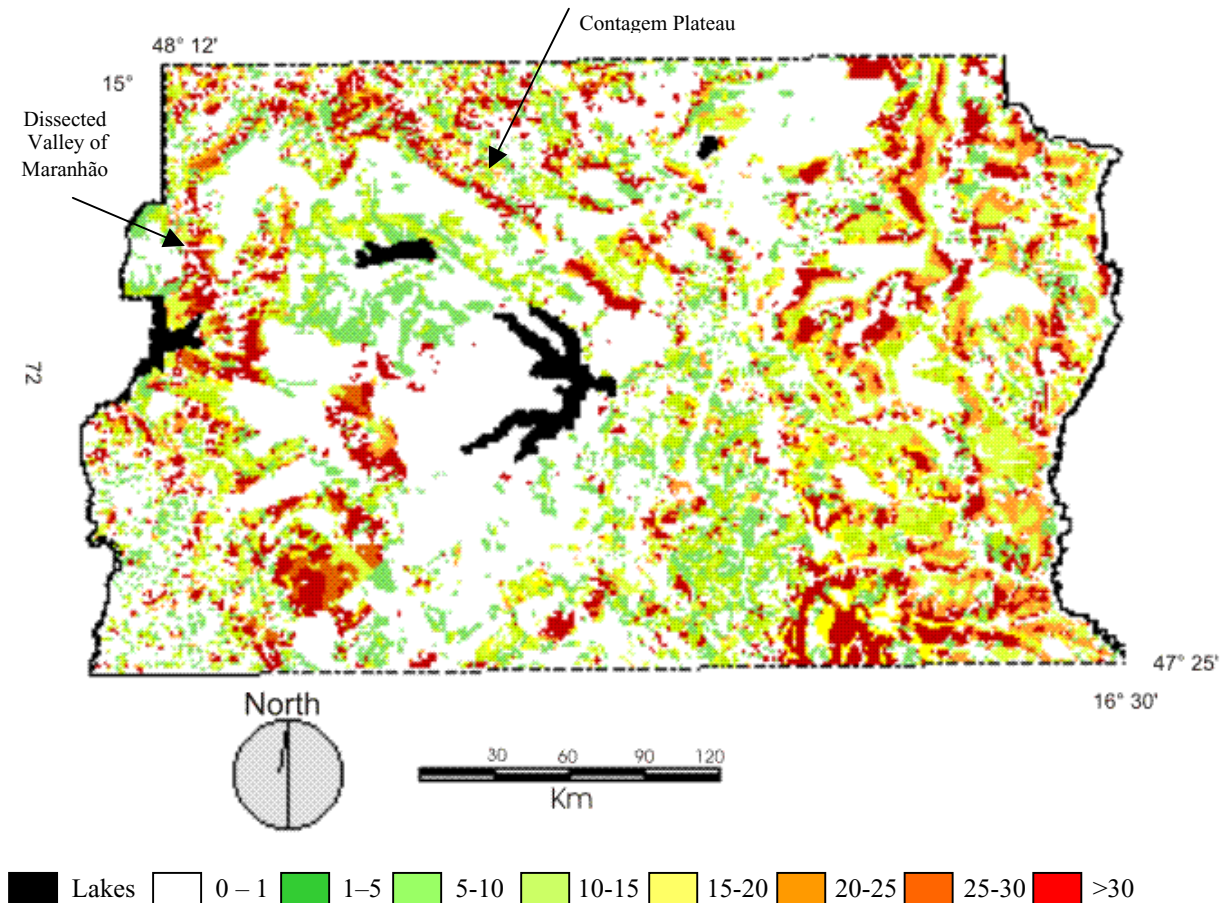 Contagem Plateau
48° 12'
15°
Dissected
Valley of
Maranhão
72
47° 25'
16° 30'
North
30 60 90 120
Km
Lakes 0 – 1 1–5 5-10 10-15 15-20 20-25 25-30 >30